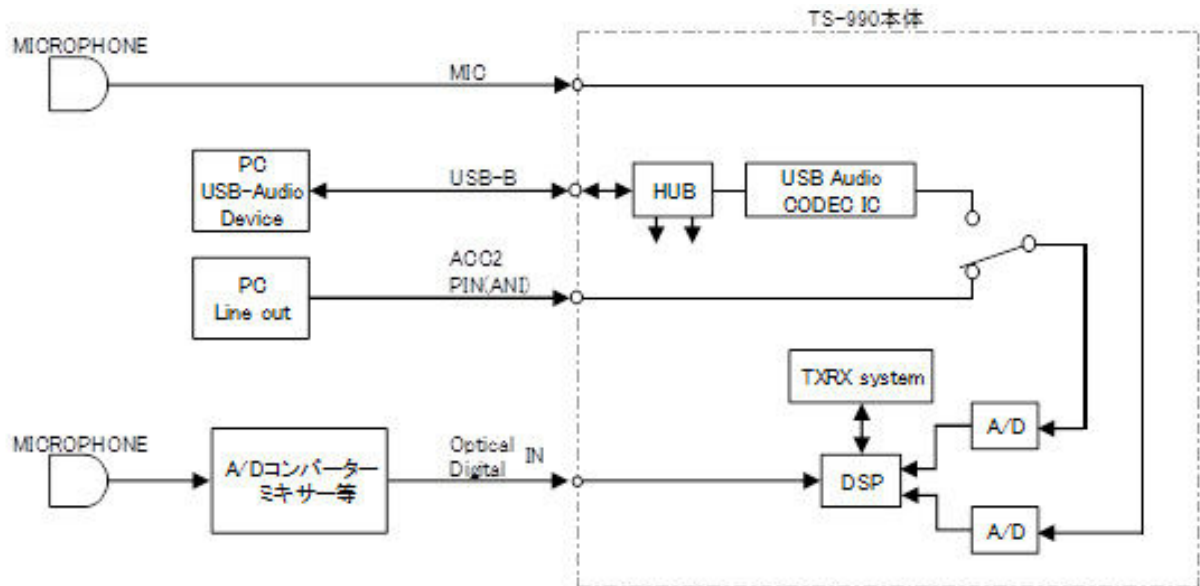 TS-990本体
MICROPHONE
MIC
PC
USB-Audio
Device
USB-B
HUB
USB Audio
CODEC IC
PC
Line out
ACC2
PIN(ANI)
TXRX system
A/D
MICROPHONE
A/Dコンバーター
ミキサー等
Optical
Digital
IN
DSP
A/D